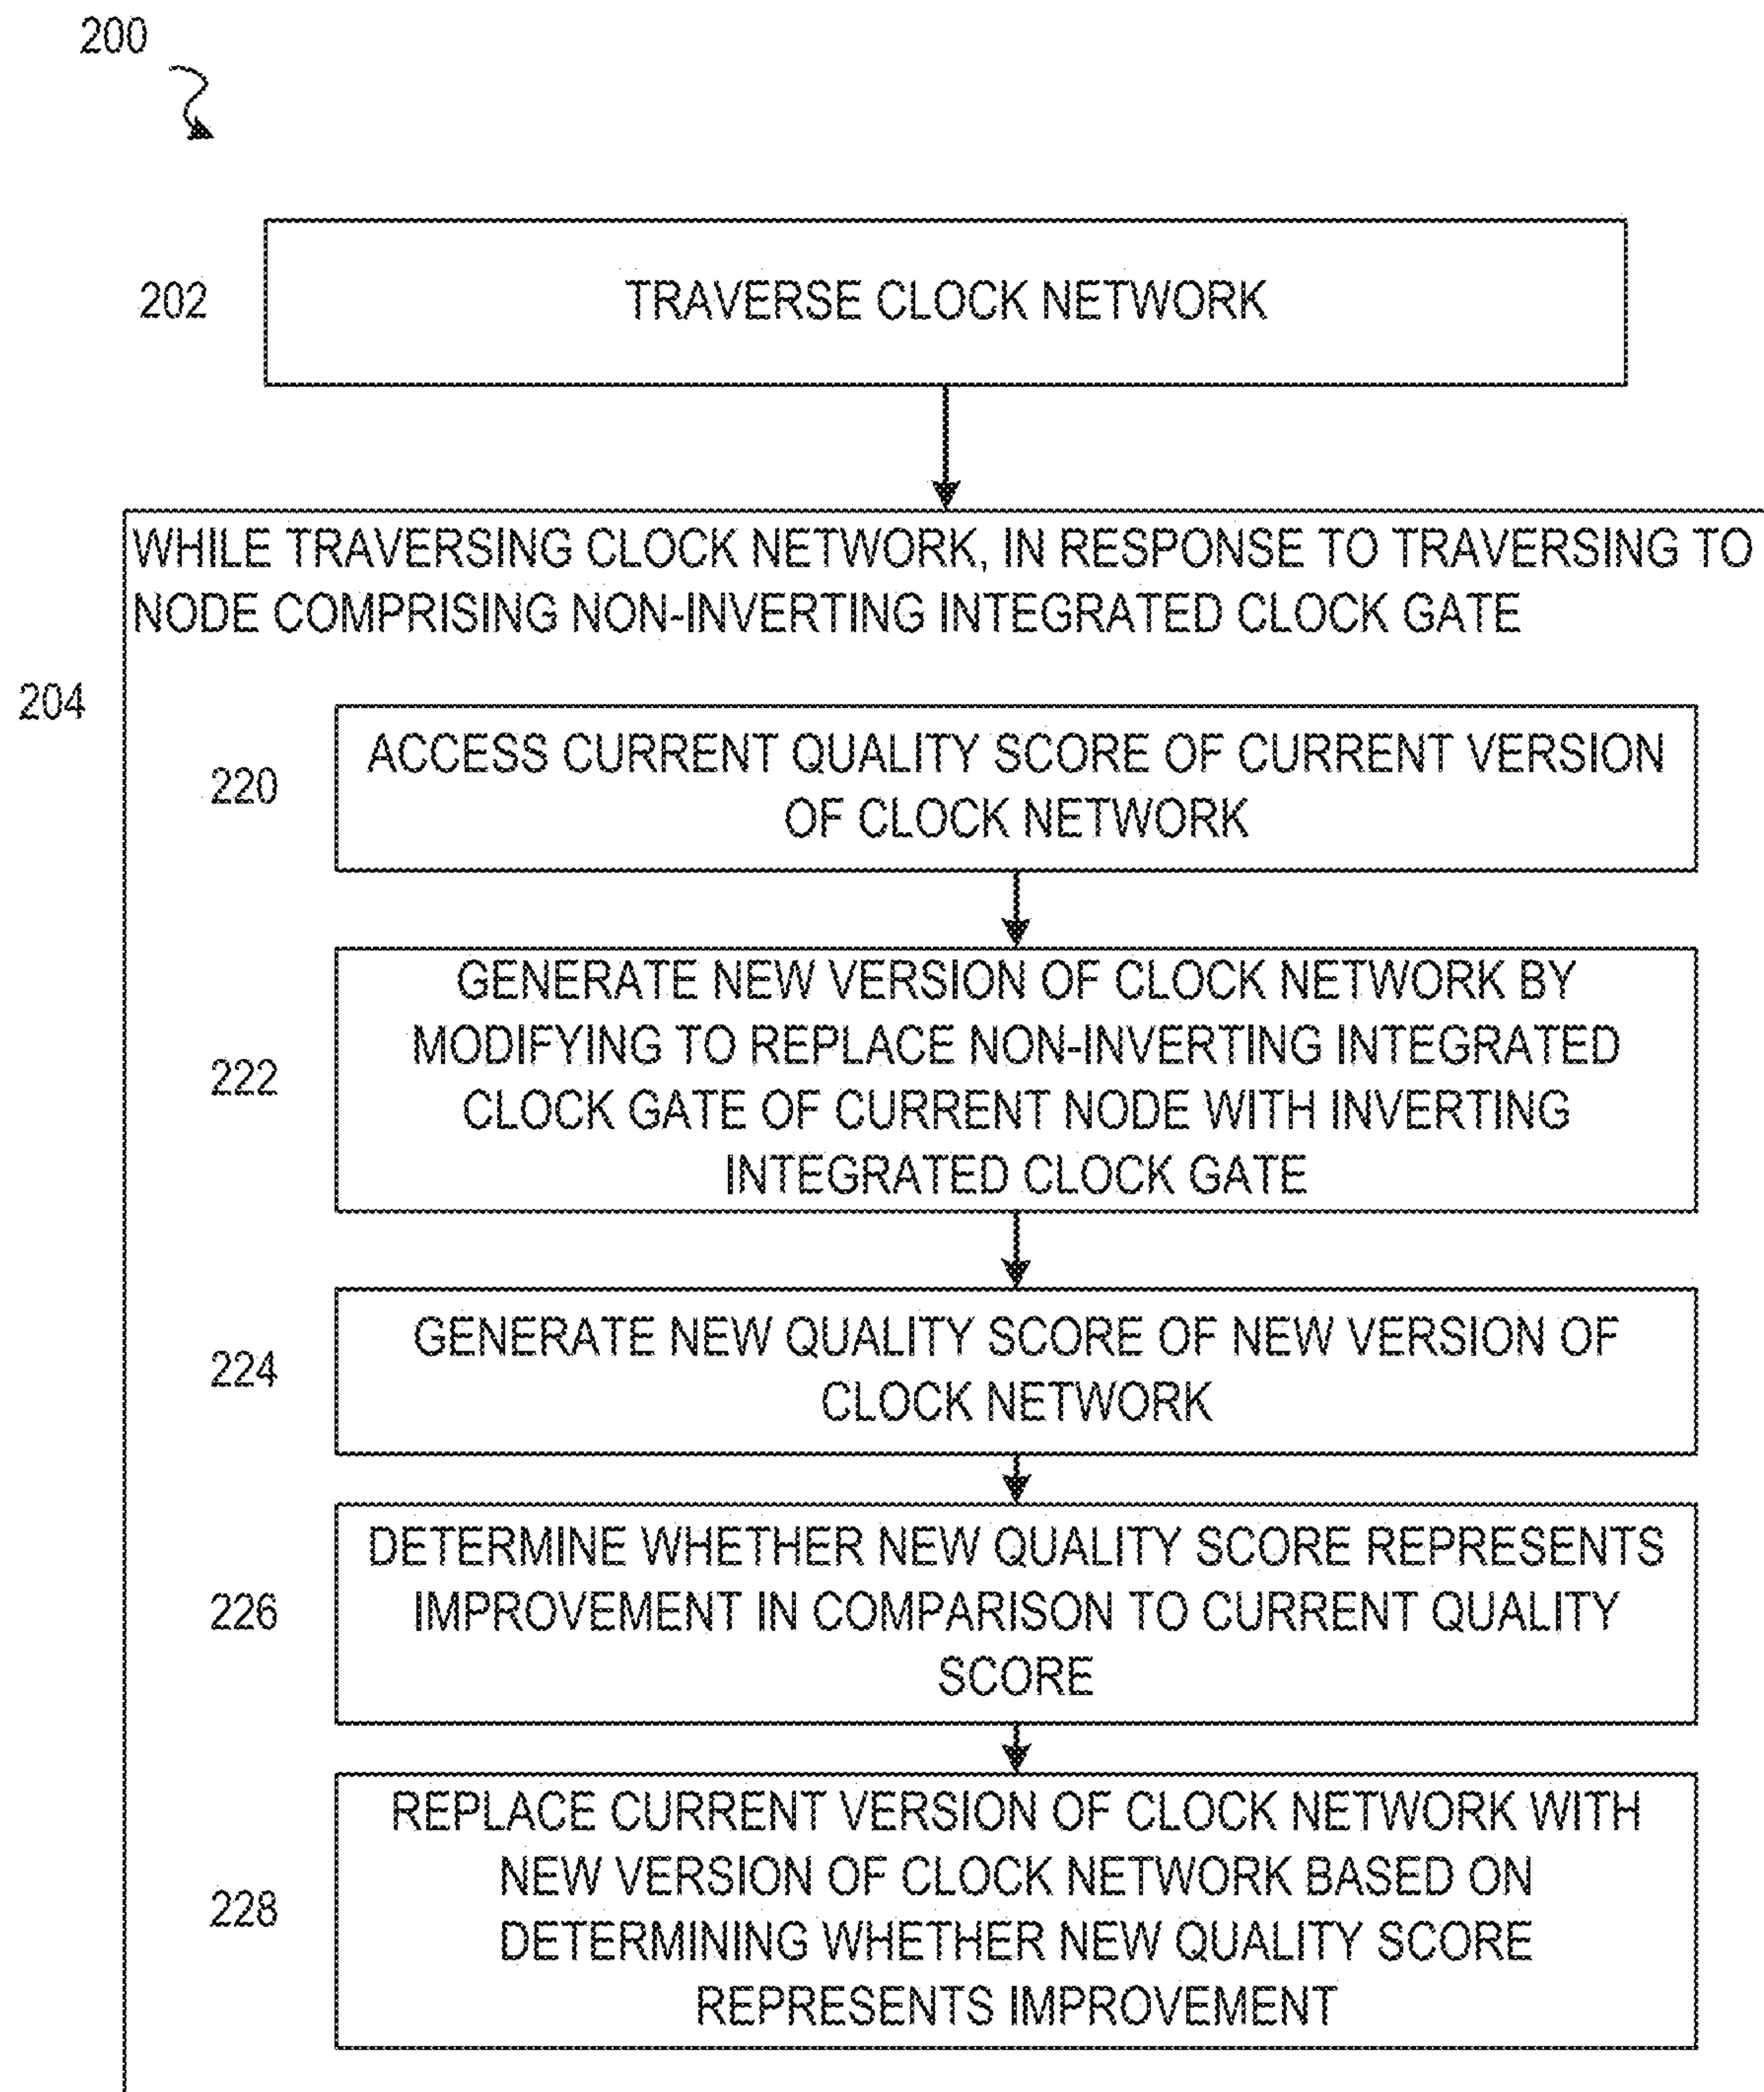 200
202
TRAVERSE CLOCK NETWORK
WHILE TRAVERSING CLOCK NETWORK, IN RESPONSE TO TRAVERSING TO
NODE COMPRISING NON-INVERTING INTEGRATED CLOCK GATE
204
220
ACCESS CURRENT QUALITY SCORE OF CURRENT VERSION
OF CLOCK NETWORK
222
GENERATE NEW VERSION OF CLOCK NETWORK BY
MODIFYING TO REPLACE NON-INVERTING INTEGRATED
CLOCK GATE OF CURRENT NODE WITH INVERTING
INTEGRATED CLOCK GATE
224
GENERATE NEW QUALITY SCORE OF NEW VERSION OF
CLOCK NETWORK
226
DETERMINE WHETHER NEW QUALITY SCORE REPRESENTS
IMPROVEMENT IN COMPARISON TO CURRENT QUALITY
SCORE
228
REPLACE CURRENT VERSION OF CLOCK NETWORK WITH
NEW VERSION OF CLOCK NETWORK BASED ON
DETERMINING WHETHER NEW QUALITY SCORE
REPRESENTS IMPROVEMENT